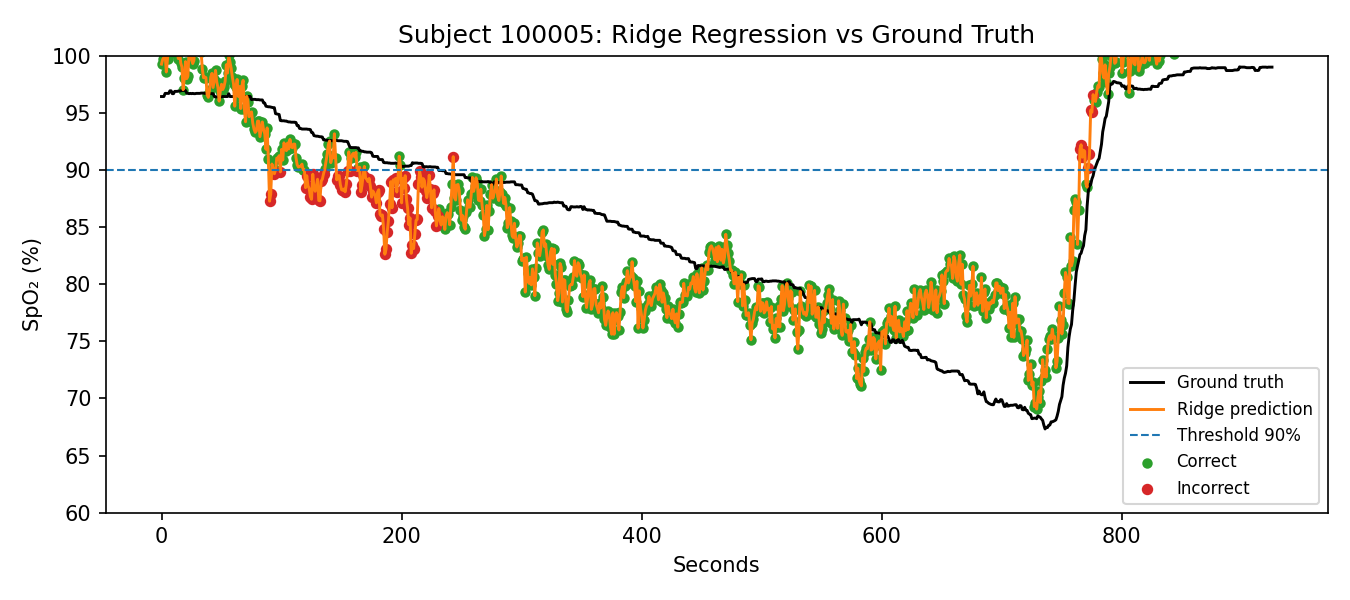 Subject 100005: Ridge Regression vs Ground Truth
100
95
90
85
80
75
70
65
60
SpO₂ (%)
0
200
400
600
800
Seconds
Ground truth
Ridge prediction
Threshold 90%
Correct
Incorrect